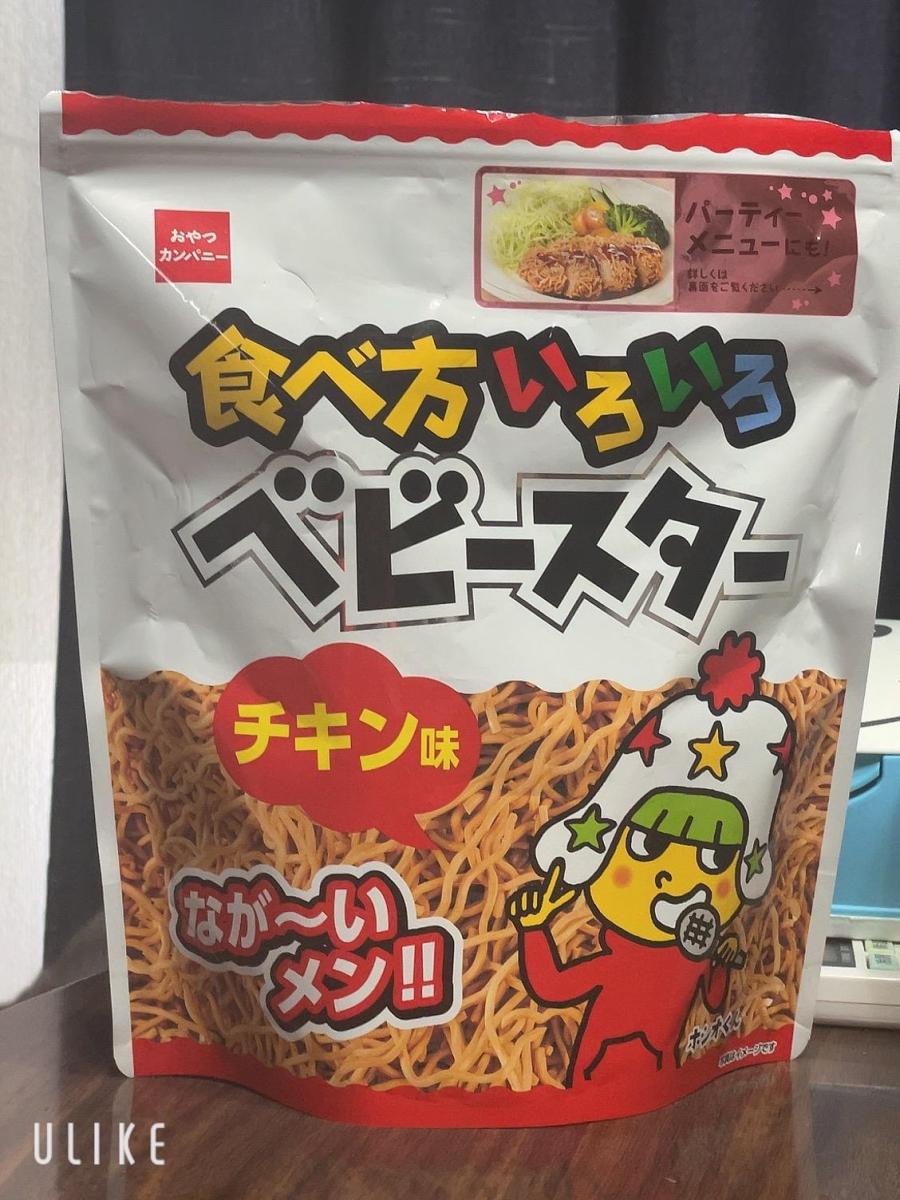 おやつ
カンパニー
パーティー
メニューにも!
詳しくは
裏面をご覧ください
食べ方いろいろ
ベビースター
チキン味
なが〜い
メン!!
ホシオくん
写真はイメージです
ULIKE